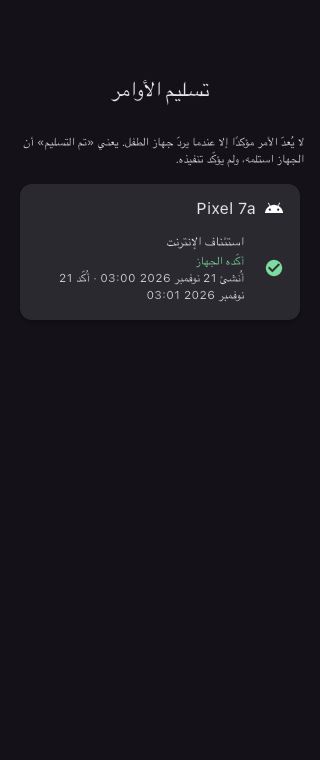 تسليم الأوامر
لا يُعدّ الأمر مؤكدًا إلا عندما يردّ جهاز الطفل. يعني «تم التسليم» أن
الجهاز استلمه، ولم يؤكّد تنفيذه.
Pixel 7a
استئناف الإنترنت
أكّده الجهاز
أُنشئ 21 نوفمبر 2026 03:00 · أُكّد 21
نوفمبر 2026 03:01